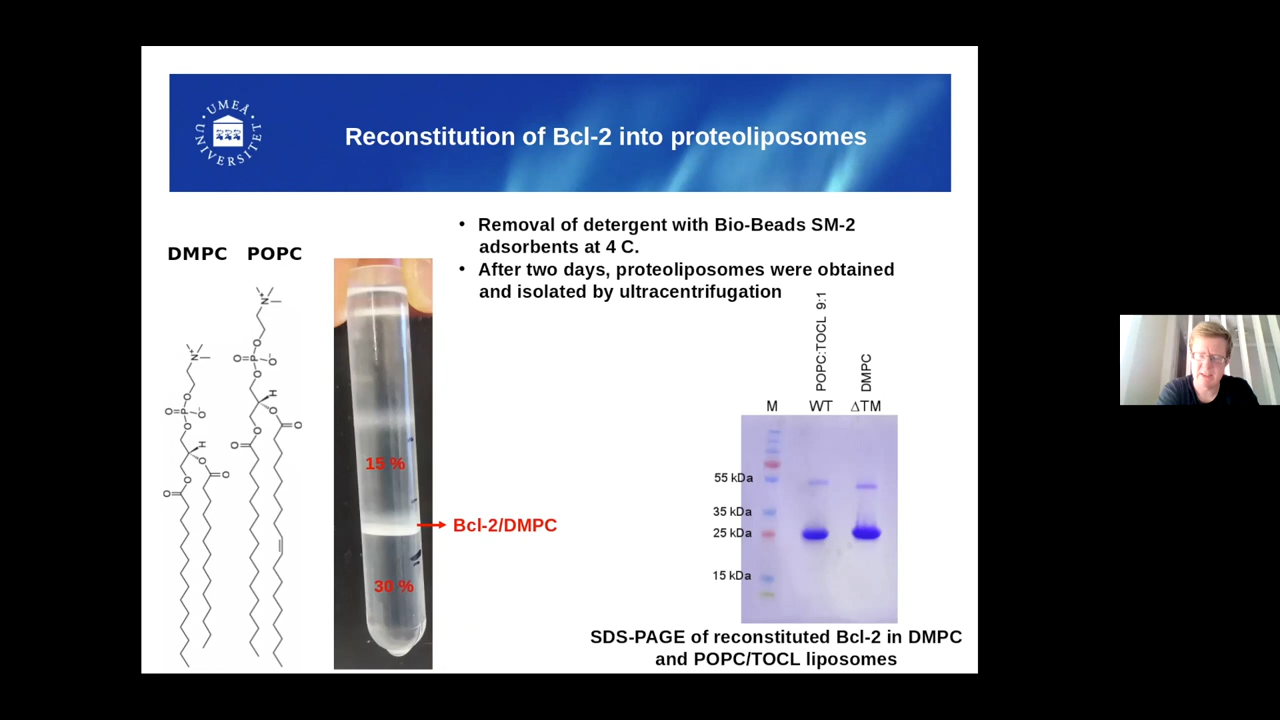 UMEÅ UNIVERSITET
Reconstitution of Bcl-2 into proteoliposomes
• Removal of detergent with Bio-Beads SM-2
adsorbents at 4 C.
• After two days, proteoliposomes were obtained
and isolated by ultracentrifugation
DMPC POPC
N+
P
O
O
O-
O
H
O
O
O
N+
P
O
O
O-
O
H
O
O
O
15 %
Bcl-2/DMPC
30 %
POPC:TOCL 9:1
DMPC
M WT ΔTM
55 kDa
35 kDa
25 kDa
15 kDa
SDS-PAGE of reconstituted Bcl-2 in DMPC
and POPC/TOCL liposomes